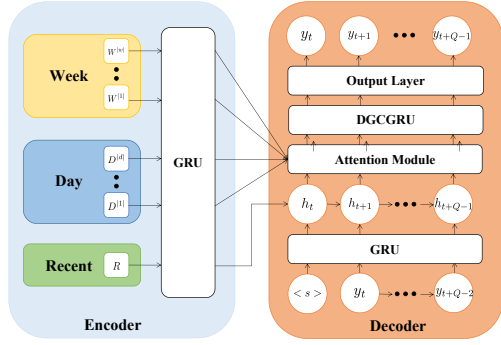 Week
W^{|w|}
W^{|1|}
Day
D^{|d|}
D^{|1|}
Recent
R
GRU
Encoder
y_t y_{t+1} y_{t+Q-1}
Output Layer
DGCGRU
Attention Module
h_t h_{t+1} h_{t+Q-1}
GRU
<s> y_t y_{t+Q-2}
Decoder